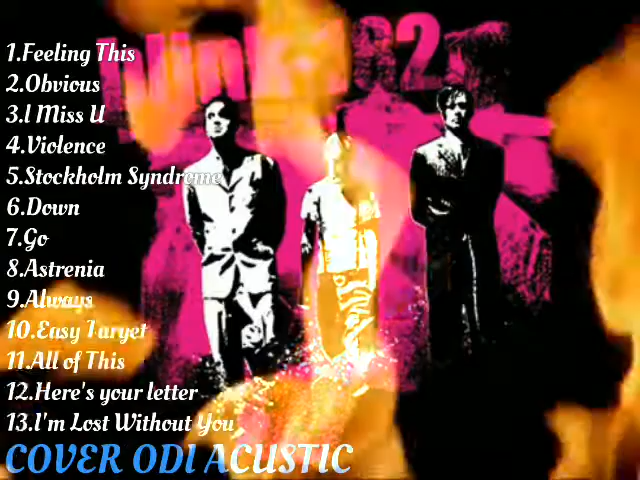 blink-182
1.Feeling This
2.Obvious
3.I Miss U
4.Violence
5.Stockholm Syndrome
6.Down
7.Go
8.Astrenia
9.Always
10.Easy Target
11.All of This
12.Here's your letter
13.I'm Lost Without You
COVER ODI ACUSTIC